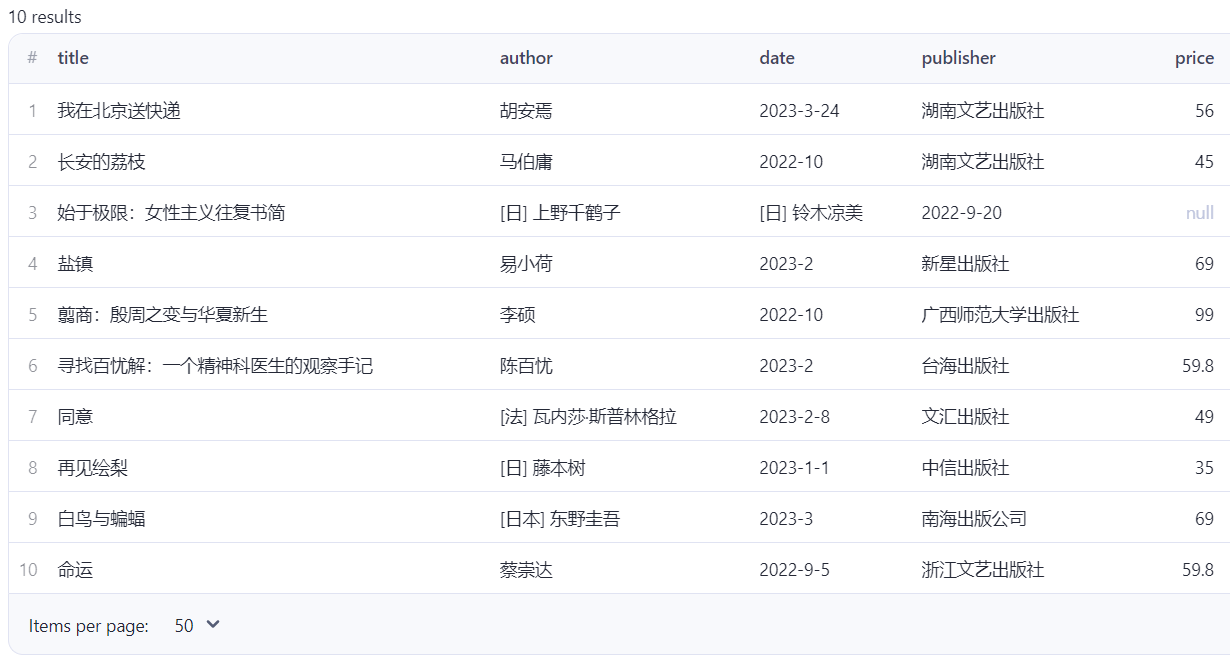 10 results
# title author date publisher price
1 我在北京送快递 胡安焉 2023-3-24 湖南文艺出版社 56
2 长安的荔枝 马伯庸 2022-10 湖南文艺出版社 45
3 始于极限：女性主义往复书简 [日] 上野千鹤子 [日] 铃木凉美 2022-9-20 null
4 盐镇 易小荷 2023-2 新星出版社 69
5 翦商：殷周之变与华夏新生 李硕 2022-10 广西师范大学出版社 99
6 寻找百忧解：一个精神科医生的观察手记 陈百忧 2023-2 台海出版社 59.8
7 同意 [法] 瓦内莎·斯普林格拉 2023-2-8 文汇出版社 49
8 再见绘梨 [日] 藤本树 2023-1-1 中信出版社 35
9 白鸟与蝙蝠 [日本] 东野圭吾 2023-3 南海出版公司 69
10 命运 蔡崇达 2022-9-5 浙江文艺出版社 59.8
Items per page: 50